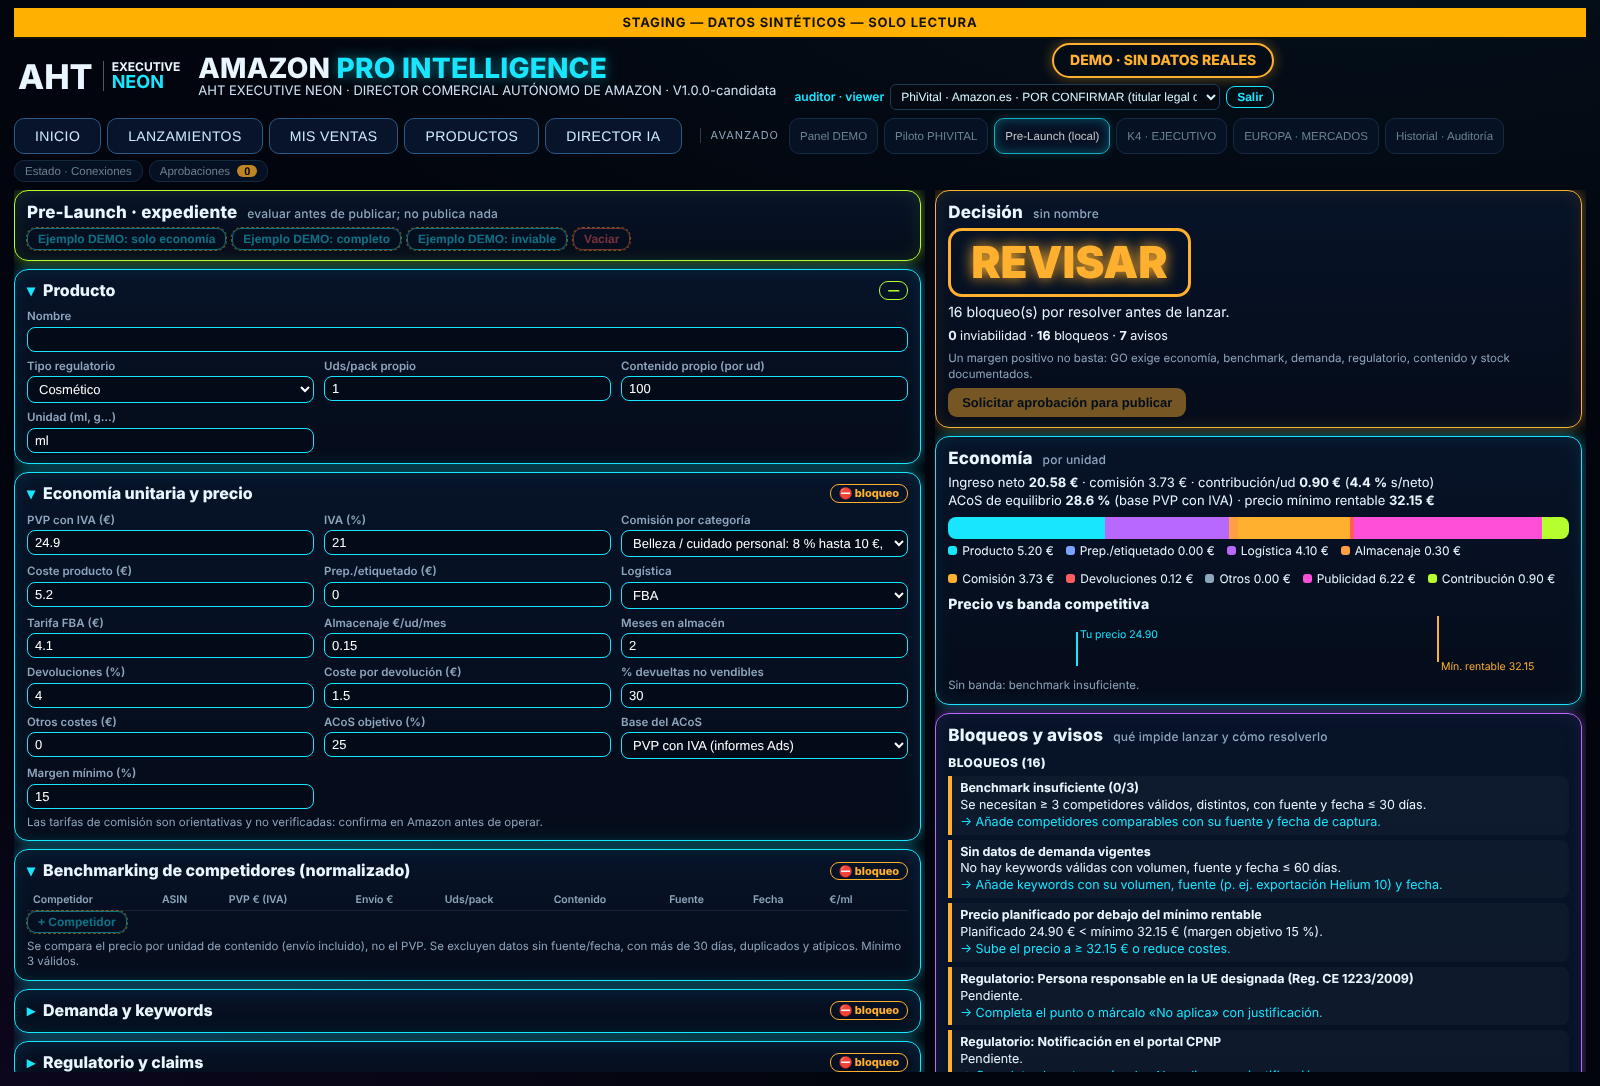 STAGING — DATOS SINTÉTICOS — SOLO LECTURA
AHT EXECUTIVE NEON
AMAZON PRO INTELLIGENCE
AHT EXECUTIVE NEON · DIRECTOR COMERCIAL AUTÓNOMO DE AMAZON · V1.0.0-candidata
DEMO · SIN DATOS REALES
auditor · viewer PhiVital · Amazon.es · POR CONFIRMAR (titular legal c Salir
INICIO LANZAMIENTOS MIS VENTAS PRODUCTOS DIRECTOR IA AVANZADO Panel DEMO Piloto PHIVITAL Pre-Launch (local) K4 · EJECUTIVO EUROPA · MERCADOS Historial · Auditoría
Estado · Conexiones Aprobaciones 0
Pre-Launch · expediente evaluar antes de publicar; no publica nada
Ejemplo DEMO: solo economía Ejemplo DEMO: completo Ejemplo DEMO: inviable Vaciar
▾ Producto —
Nombre
Tipo regulatorio Uds/pack propio Contenido propio (por ud)
Cosmético 1 100
Unidad (ml, g...)
ml
▾ Economía unitaria y precio ⛔ bloqueo
PVP con IVA (€) IVA (%) Comisión por categoría
24.9 21 Belleza / cuidado personal: 8 % hasta 10 €,
Coste producto (€) Prep./etiquetado (€) Logística
5.2 0 FBA
Tarifa FBA (€) Almacenaje €/ud/mes Meses en almacén
4.1 0.15 2
Devoluciones (%) Coste por devolución (€) % devueltas no vendibles
4 1.5 30
Otros costes (€) ACoS objetivo (%) Base del ACoS
0 25 PVP con IVA (informes Ads)
Margen mínimo (%)
15
Las tarifas de comisión son orientativas y no verificadas: confirma en Amazon antes de operar.
▾ Benchmarking de competidores (normalizado) ⛔ bloqueo
Competidor ASIN PVP € (IVA) Envío € Uds/pack Contenido Fuente Fecha €/ml
+ Competidor
Se compara el precio por unidad de contenido (envío incluido), no el PVP. Se excluyen datos sin fuente/fecha, con más de 30 días, duplicados y atípicos. Mínimo
3 válidos.
▸ Demanda y keywords ⛔ bloqueo
▸ Regulatorio y claims ⛔ bloqueo
Decisión sin nombre
REVISAR
16 bloqueo(s) por resolver antes de lanzar.
0 inviabilidad · 16 bloqueos · 7 avisos
Un margen positivo no basta: GO exige economía, benchmark, demanda, regulatorio, contenido y stock
documentados.
Solicitar aprobación para publicar
Economía por unidad
Ingreso neto 20.58 € · comisión 3.73 € · contribución/ud 0.90 € (4.4 % s/neto)
ACoS de equilibrio 28.6 % (base PVP con IVA) · precio mínimo rentable 32.15 €
Producto 5.20 € Prep./etiquetado 0.00 € Logística 4.10 € Almacenaje 0.30 €
Comisión 3.73 € Devoluciones 0.12 € Otros 0.00 € Publicidad 6.22 € Contribución 0.90 €
Precio vs banda competitiva
Tu precio 24.90
Mín. rentable 32.15
Sin banda: benchmark insuficiente.
Bloqueos y avisos qué impide lanzar y cómo resolverlo
BLOQUEOS (16)
Benchmark insuficiente (0/3)
Se necesitan ≥ 3 competidores válidos, distintos, con fuente y fecha ≤ 30 días.
→ Añade competidores comparables con su fuente y fecha de captura.
Sin datos de demanda vigentes
No hay keywords válidas con volumen, fuente y fecha ≤ 60 días.
→ Añade keywords con su volumen, fuente (p. ej. exportación Helium 10) y fecha.
Precio planificado por debajo del mínimo rentable
Planificado 24.90 € < mínimo 32.15 € (margen objetivo 15 %).
→ Sube el precio a ≥ 32.15 € o reduce costes.
Regulatorio: Persona responsable en la UE designada (Reg. CE 1223/2009)
Pendiente.
→ Completa el punto o márcalo «No aplica» con justificación.
Regulatorio: Notificación en el portal CPNP
Pendiente.